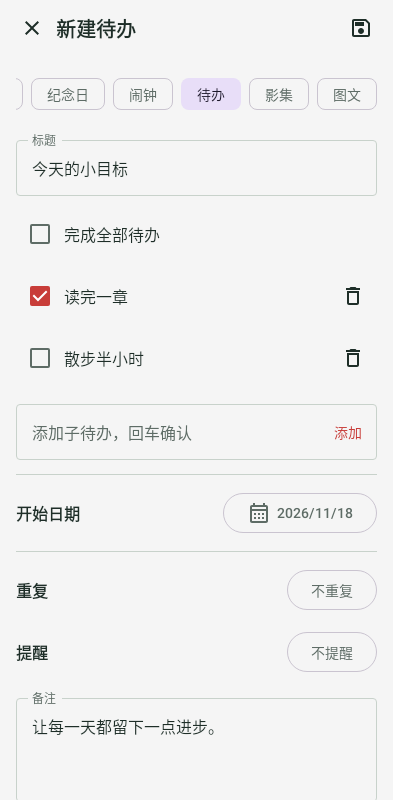 新建待办
纪念日
闹钟
待办
影集
图文
标题
今天的小目标
完成全部待办
读完一章
散步半小时
添加子待办，回车确认
添加
开始日期
2026/11/18
重复
不重复
提醒
不提醒
备注
让每一天都留下一点进步。